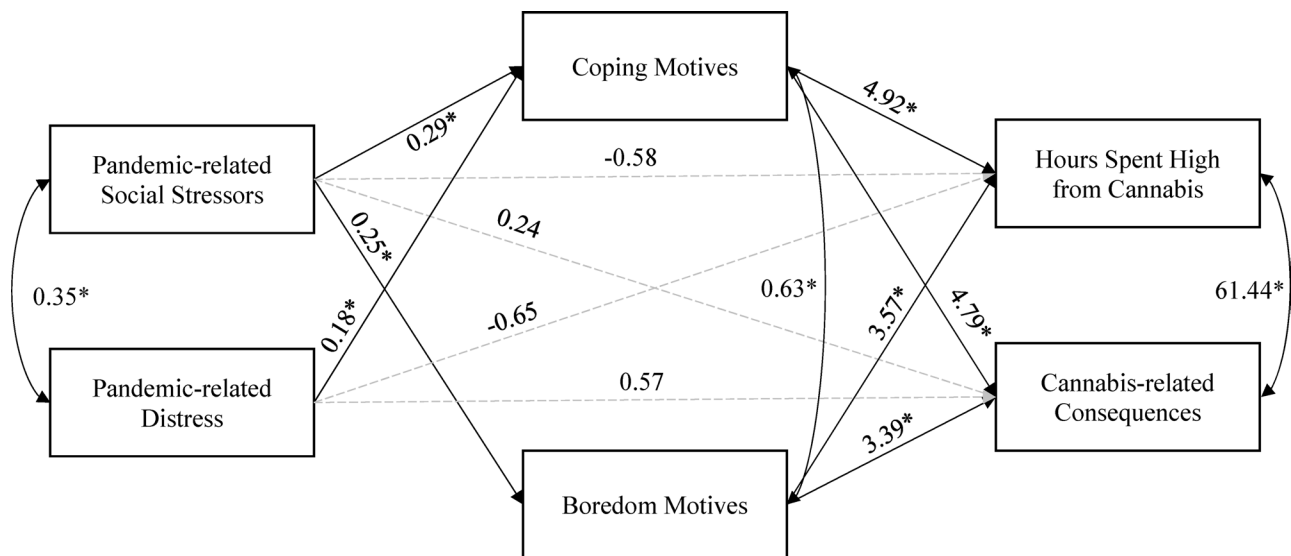 Coping Motives
4.92*
0.29*
Pandemic-related
Social Stressors
-0.58
Hours Spent High
from Cannabis
0.25*
0.24
0.35*
0.63*
61.44*
0.18*
-0.65
3.57*
4.79*
Pandemic-related
Distress
0.57
Cannabis-related
Consequences
3.39*
Boredom Motives